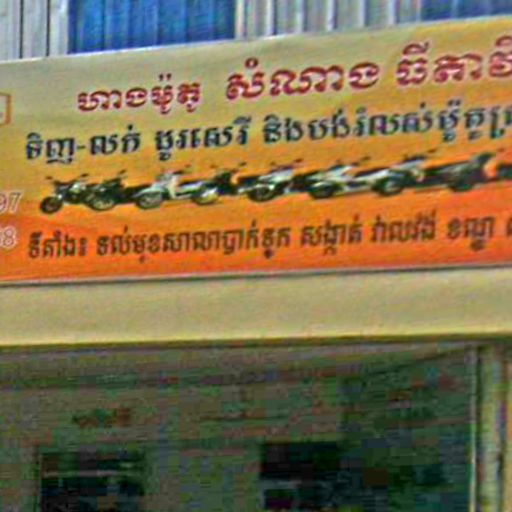 ហាងម៉ូតូ សំណាង ធីតាវី
ទិញ-លក់ ដូរសេរី និងបង់រំលស់ម៉ូតូ
97
ទីតាំង៖ ទល់មុខសាលាបាក់ទូក សង្កាត់ វាលវង់ ខណ្ឌ